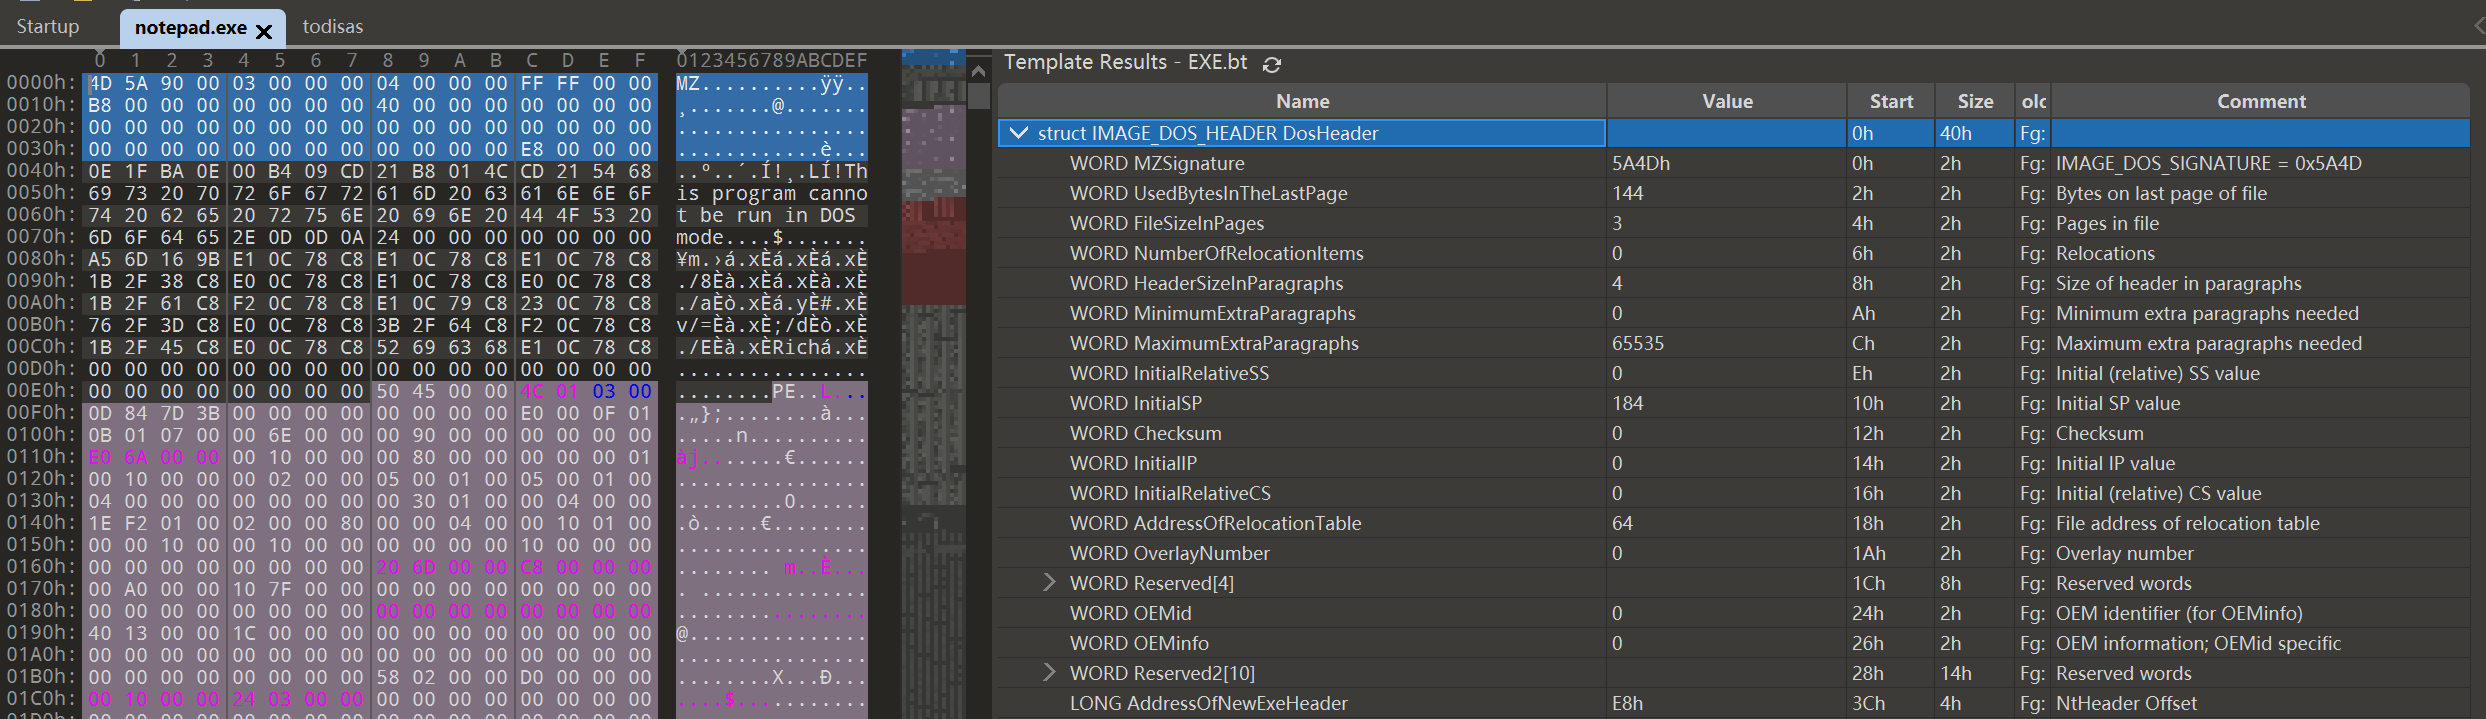 Startup notepad.exe todisas
0 1 2 3 4 5 6 7 8 9 A B C D E F 0123456789ABCDEF
0000h: 4D 5A 90 00 03 00 00 00 04 00 00 00 FF FF 00 00 MZ..........ÿÿ..
0010h: B8 00 00 00 00 00 00 00 40 00 00 00 00 00 00 00 ¸.......@.......
0020h: 00 00 00 00 00 00 00 00 00 00 00 00 00 00 00 00 ................
0030h: 00 00 00 00 00 00 00 00 00 00 00 00 E8 00 00 00 ............è...
0040h: 0E 1F BA 0E 00 B4 09 CD 21 B8 01 4C CD 21 54 68 ..º..´.Í!¸.LÍ!Th
0050h: 69 73 20 70 72 6F 67 72 61 6D 20 63 61 6E 6E 6F is program canno
0060h: 74 20 62 65 20 72 75 6E 20 69 6E 20 44 4F 53 20 t be run in DOS
0070h: 6D 6F 64 65 2E 0D 0D 0A 24 00 00 00 00 00 00 00 mode....$.......
0080h: A5 6D 16 9B E1 0C 78 C8 E1 0C 78 C8 E1 0C 78 C8 ¥m.›á.xÈá.xÈá.xÈ
0090h: 1B 2F 38 C8 E1 0C 78 C8 E0 0C 78 C8 E1 0C 78 C8 ./8Èá.xÈà.xÈá.xÈ
00A0h: 1B 2F 61 C8 F2 0C 78 C8 E1 0C 79 C8 23 0C 78 C8 ./aÈò.xÈá.yÈ#.xÈ
00B0h: 76 2F 3D C8 E0 0C 78 C8 3B 2F 64 C8 F2 0C 78 C8 v/=Èà.xÈ;/dÈò.xÈ
00C0h: 1B 2F 45 C8 E0 0C 78 C8 52 69 63 68 E1 0C 78 C8 ./EÈà.xÈRichá.xÈ
00D0h: 00 00 00 00 00 00 00 00 00 00 00 00 00 00 00 00 ................
00E0h: 00 00 00 00 00 00 00 00 50 45 00 00 4C 01 03 00 ........PE..L...
00F0h: 0D 84 7D 3B 00 00 00 00 00 00 00 00 E0 00 0F 01 .„};........à...
0100h: 0B 01 07 00 00 6E 00 00 00 90 00 00 00 00 00 00 .....n..........
0110h: E0 6A 00 00 00 10 00 00 00 80 00 00 00 00 00 01 àj.......€......
0120h: 00 10 00 00 00 02 00 00 05 00 01 00 05 00 01 00 ................
0130h: 04 00 00 00 00 00 00 00 00 30 01 00 00 04 00 00 .........0......
0140h: 1E F2 01 00 02 00 00 80 00 00 04 00 00 10 01 00 .ò.....€........
0150h: 00 00 10 00 00 10 00 00 00 00 00 00 10 00 00 00 ................
0160h: 00 00 00 00 00 00 00 00 20 6D 00 00 C8 00 00 00 ........ m..È...
0170h: 00 A0 00 00 10 7F 00 00 00 00 00 00 00 00 00 00 . ..............
0180h: 00 00 00 00 00 00 00 00 00 00 00 00 00 00 00 00 ................
0190h: 40 13 00 00 1C 00 00 00 00 00 00 00 00 00 00 00 @...............
01A0h: 00 00 00 00 00 00 00 00 00 00 00 00 00 00 00 00 ................
01B0h: 00 00 00 00 00 00 00 00 58 02 00 00 D0 00 00 00 ........X...Ð...
01C0h: 00 10 00 00 24 03 00 00 00 00 00 00 00 00 00 00 ....$...........
Template Results - EXE.bt
Name Value Start Size Comment
struct IMAGE_DOS_HEADER DosHeader 0h 40h Fg:
WORD MZSignature 5A4Dh 0h 2h Fg: IMAGE_DOS_SIGNATURE = 0x5A4D
WORD UsedBytesInTheLastPage 144 2h 2h Fg: Bytes on last page of file
WORD FileSizeInPages 3 4h 2h Fg: Pages in file
WORD NumberOfRelocationItems 0 6h 2h Fg: Relocations
WORD HeaderSizeInParagraphs 4 8h 2h Fg: Size of header in paragraphs
WORD MinimumExtraParagraphs 0 Ah 2h Fg: Minimum extra paragraphs needed
WORD MaximumExtraParagraphs 65535 Ch 2h Fg: Maximum extra paragraphs needed
WORD InitialRelativeSS 0 Eh 2h Fg: Initial (relative) SS value
WORD InitialSP 184 10h 2h Fg: Initial SP value
WORD Checksum 0 12h 2h Fg: Checksum
WORD InitialIP 0 14h 2h Fg: Initial IP value
WORD InitialRelativeCS 0 16h 2h Fg: Initial (relative) CS value
WORD AddressOfRelocationTable 64 18h 2h Fg: File address of relocation table
WORD OverlayNumber 0 1Ah 2h Fg: Overlay number
WORD Reserved[4] 1Ch 8h Fg: Reserved words
WORD OEMid 0 24h 2h Fg: OEM identifier (for OEMinfo)
WORD OEMinfo 0 26h 2h Fg: OEM information; OEMid specific
WORD Reserved2[10] 28h 14h Fg: Reserved words
LONG AddressOfNewExeHeader E8h 3Ch 4h Fg: NtHeader Offset